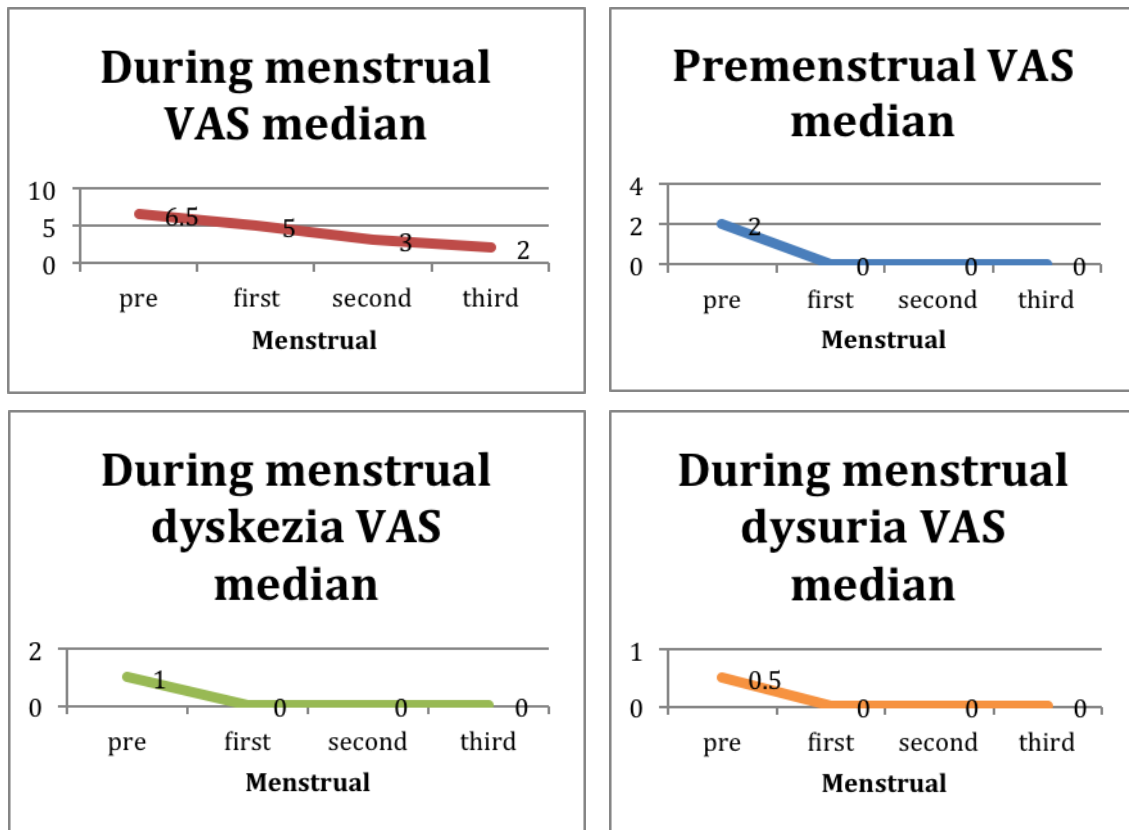 During menstrual
VAS median
10
5
0
6.5
5
3
2
pre first second third
Menstrual
Premenstrual VAS
median
4
2
0
2
0
0
0
pre first second third
Menstrual
During menstrual
dyskezia VAS
median
2
0
1
0
0
0
pre first second third
Menstrual
During menstrual
dysuria VAS
median
1
0
0.5
0
0
0
pre first second third
Menstrual